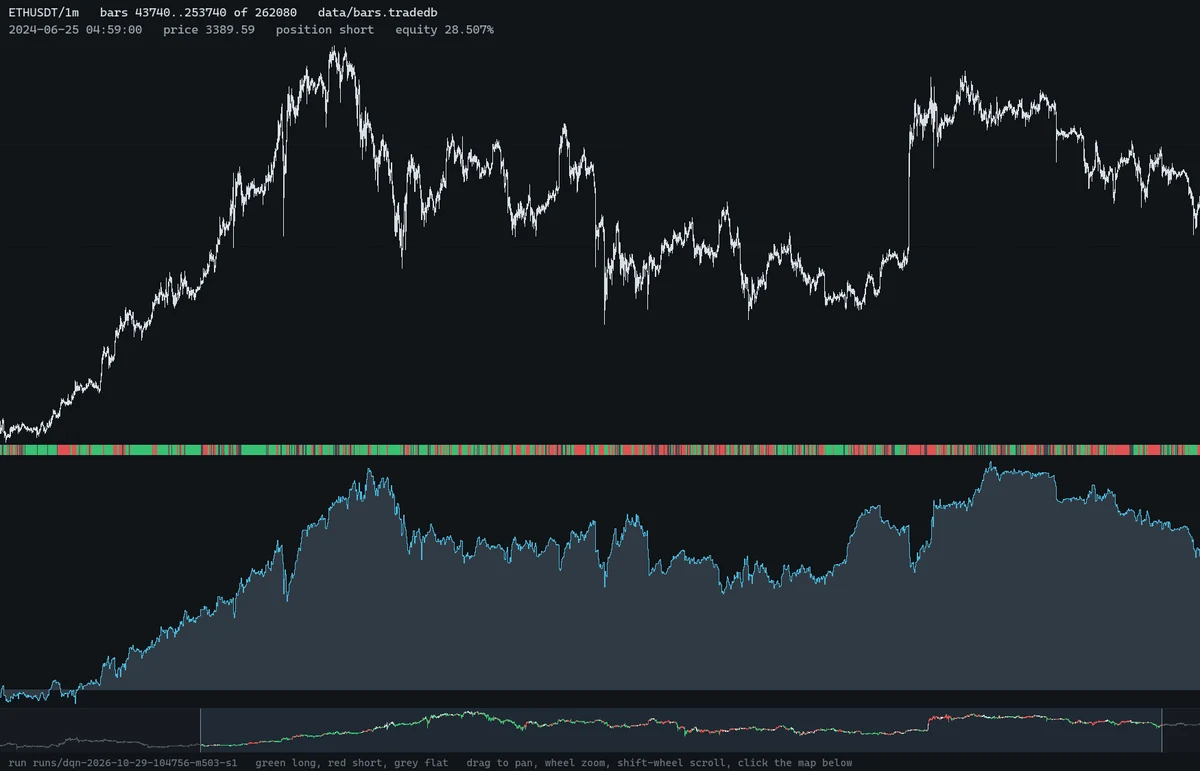 ETHUSDT/1m   bars 43740..253740 of 262080   data/bars.tradedb
2024-06-25 04:59:00   price 3389.59   position short   equity 28.507%
run runs/dqn-2026-10-29-104756-m503-s1   green long, red short, grey flat   drag to pan, wheel zoom, shift-wheel scroll, click the map below